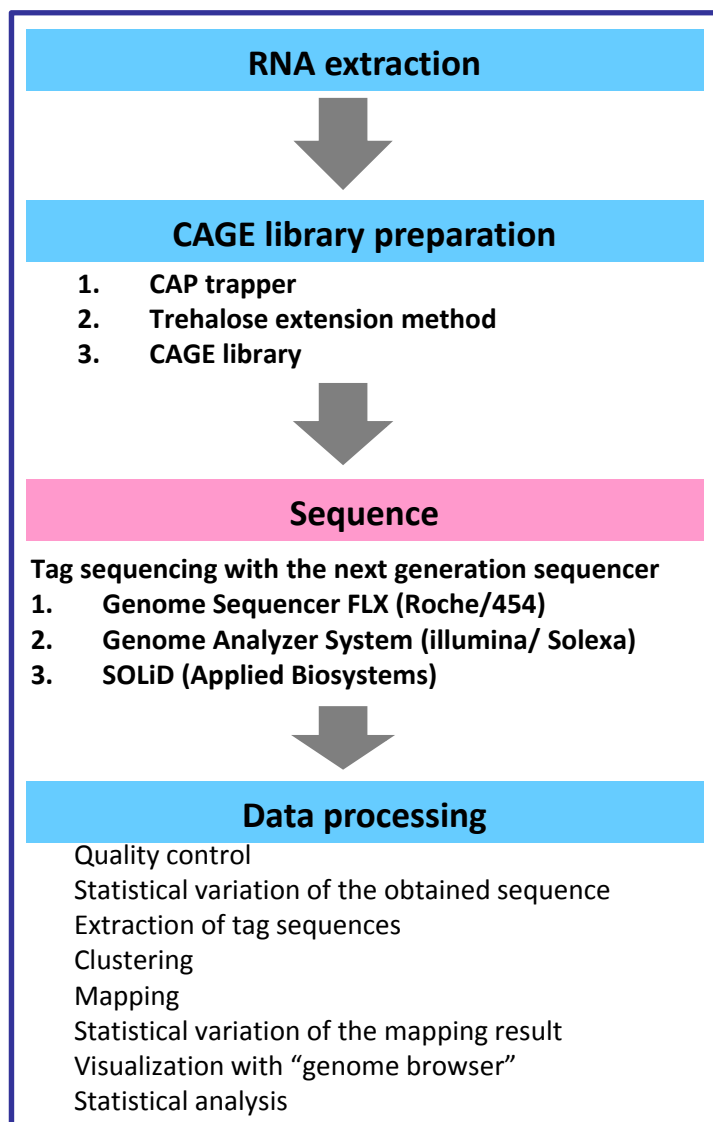 RNA extraction
CAGE library preparation
1. CAP trapper
2. Trehalose extension method
3. CAGE library
Sequence
Tag sequencing with the next generation sequencer
1. Genome Sequencer FLX (Roche/454)
2. Genome Analyzer System (illumina/ Solexa)
3. SOLiD (Applied Biosystems)
Data processing
Quality control
Statistical variation of the obtained sequence
Extraction of tag sequences
Clustering
Mapping
Statistical variation of the mapping result
Visualization with “genome browser”
Statistical analysis